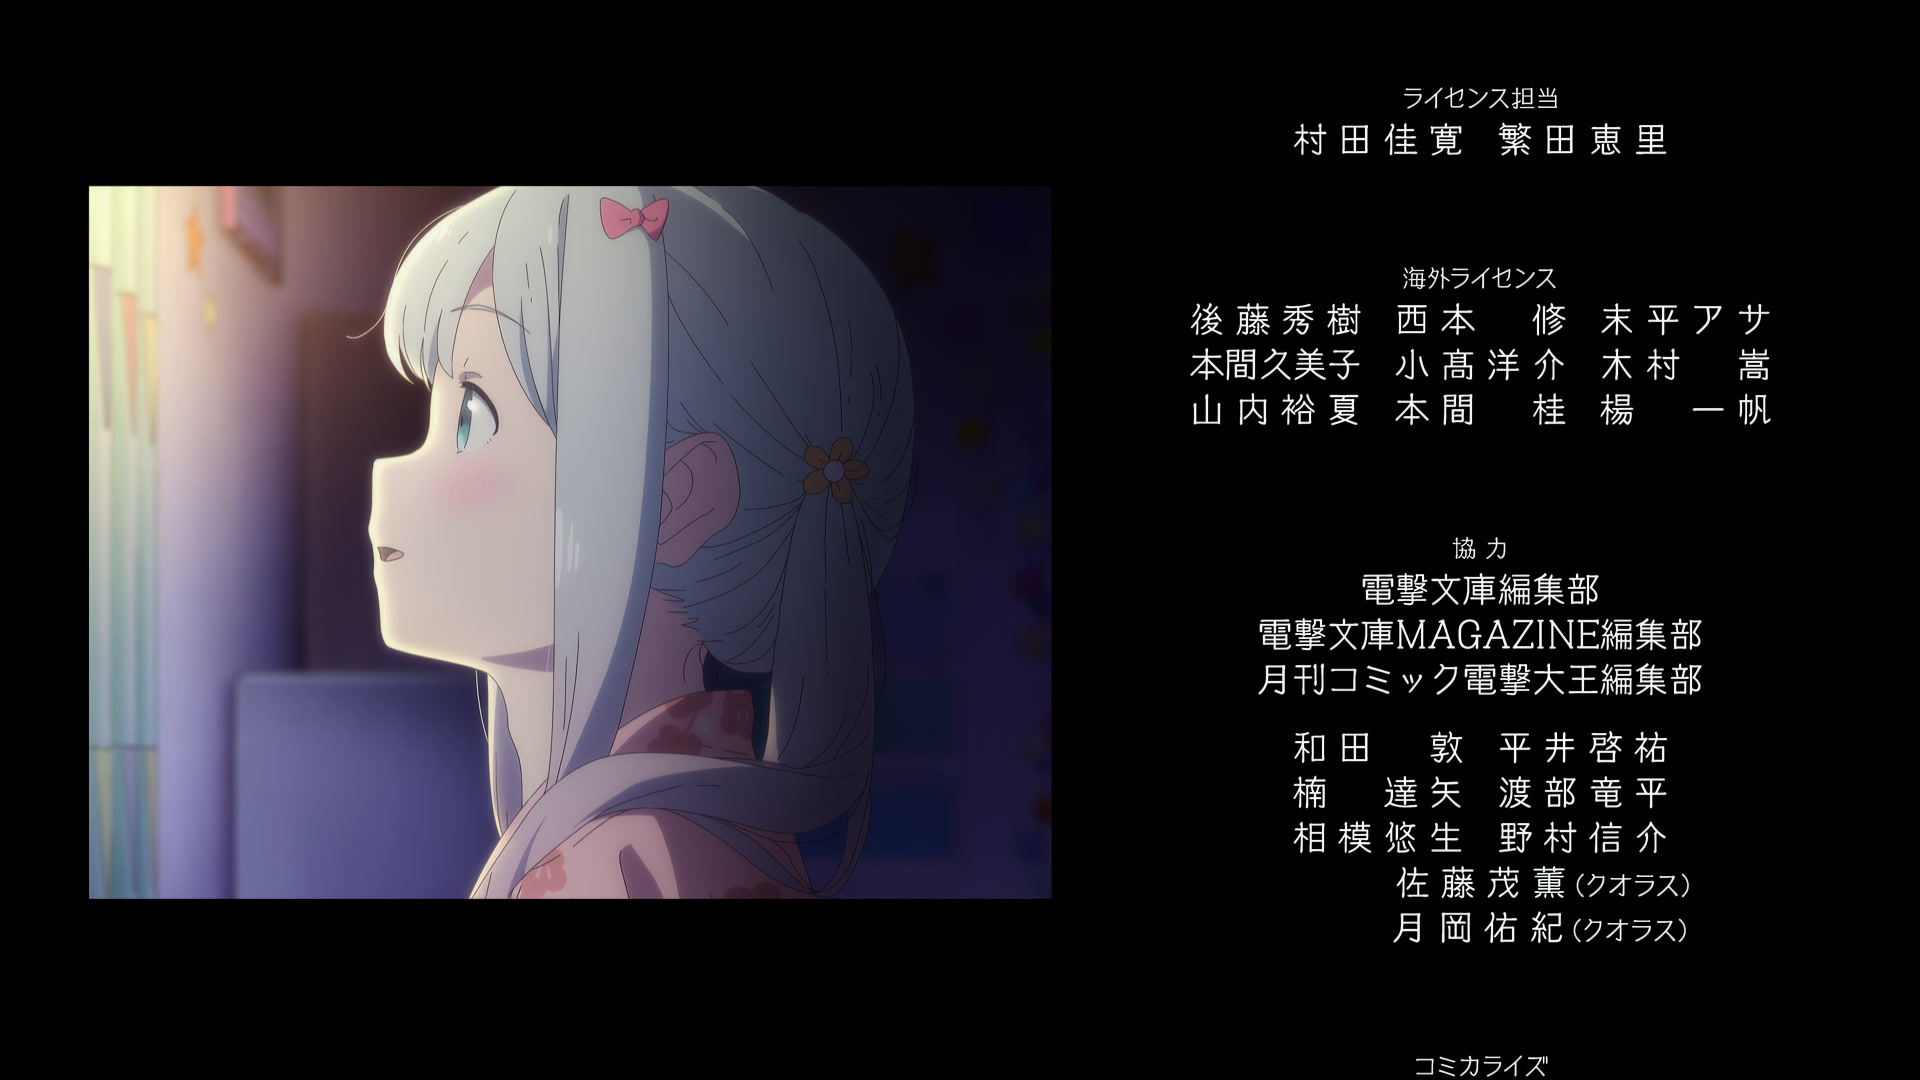 ライセンス担当
村田佳寛 繁田恵里
海外ライセンス
後藤秀樹 西本 修 末平アサ
本間久美子 小髙洋介 木村 嵩
山内裕夏 本間 桂 楊 一帆
協力
電撃文庫編集部
電撃文庫MAGAZINE編集部
月刊コミック電撃大王編集部
和田 敦 平井啓祐
楠 達矢 渡部竜平
相模悠生 野村信介
佐藤茂薫(クオラス)
月岡佑紀(クオラス)
コミカライズ